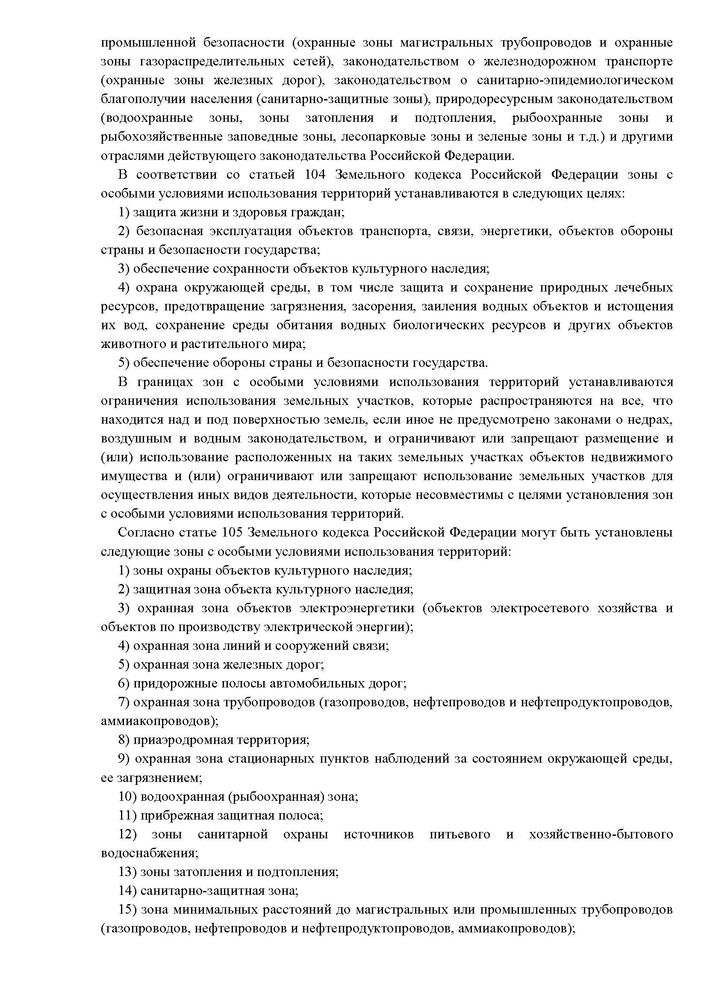 промышленной безопасности (охранные зоны магистральных трубопроводов и охранные
зоны газораспределительных сетей), законодательством о железнодорожном транспорте
(охранные зоны железных дорог), законодательством о санитарно-эпидемиологическом
благополучии населения (санитарно-защитные зоны), природоресурсным законодательством
(водоохранные зоны, зоны затопления и подтопления, рыбоохранные зоны и
рыбохозяйственные заповедные зоны, лесопарковые зоны и зеленые зоны и т.д.) и другими
отраслями действующего законодательства Российской Федерации.
В соответствии со статьей 104 Земельного кодекса Российской Федерации зоны с
особыми условиями использования территорий устанавливаются в следующих целях:
1) защита жизни и здоровья граждан;
2) безопасная эксплуатация объектов транспорта, связи, энергетики, объектов обороны
страны и безопасности государства;
3) обеспечение сохранности объектов культурного наследия;
4) охрана окружающей среды, в том числе защита и сохранение природных лечебных
ресурсов, предотвращение загрязнения, засорения, заиления водных объектов и истощения
их вод, сохранение среды обитания водных биологических ресурсов и других объектов
животного и растительного мира;
5) обеспечение обороны страны и безопасности государства.
В границах зон с особыми условиями использования территорий устанавливаются
ограничения использования земельных участков, которые распространяются на все, что
находится над и под поверхностью земель, если иное не предусмотрено законами о недрах,
воздушным и водным законодательством, и ограничивают или запрещают размещение и
(или) использование расположенных на таких земельных участках объектов недвижимого
имущества и (или) ограничивают или запрещают использование земельных участков для
осуществления иных видов деятельности, которые несовместимы с целями установления зон
с особыми условиями использования территорий.
Согласно статье 105 Земельного кодекса Российской Федерации могут быть установлены
следующие зоны с особыми условиями использования территорий:
1) зоны охраны объектов культурного наследия;
2) защитная зона объекта культурного наследия;
3) охранная зона объектов электроэнергетики (объектов электросетевого хозяйства и
объектов по производству электрической энергии);
4) охранная зона линий и сооружений связи;
5) охранная зона железных дорог;
6) придорожные полосы автомобильных дорог;
7) охранная зона трубопроводов (газопроводов, нефтепроводов и нефтепродуктопроводов,
аммиакопроводов);
8) приаэродромная территория;
9) охранная зона стационарных пунктов наблюдений за состоянием окружающей среды,
ее загрязнением;
10) водоохранная (рыбоохранная) зона;
11) прибрежная защитная полоса;
12) зоны санитарной охраны источников питьевого и хозяйственно-бытового
водоснабжения;
13) зоны затопления и подтопления;
14) санитарно-защитная зона;
15) зона минимальных расстояний до магистральных или промышленных трубопроводов
(газопроводов, нефтепроводов и нефтепродуктопроводов, аммиакопроводов);